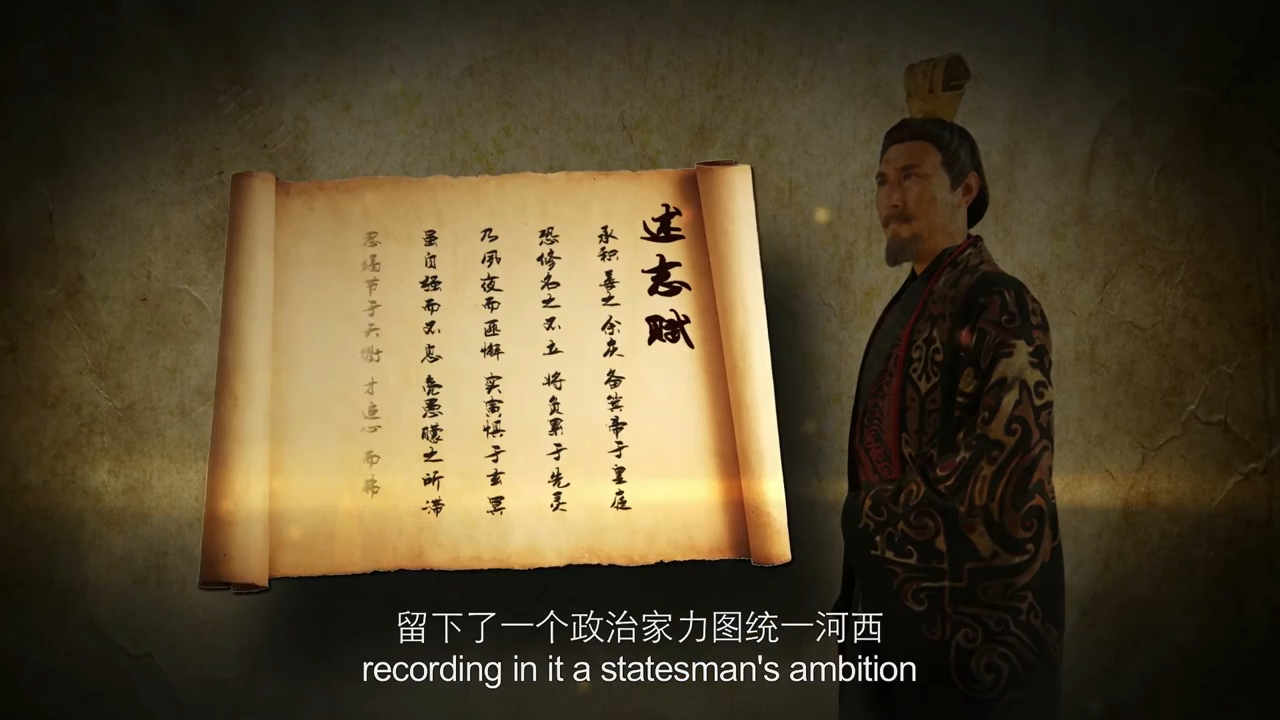 述志赋
承积善之余庆 备箕帚于皇庭
恐修名之不立 将负累于先灵
乃夙夜而匪懈 实寅惧于玄冥
虽自强而不息 愚朦之所滞
竭节于天衢 才追心而弗
留下了一个政治家力图统一河西
recording in it a statesman's ambition